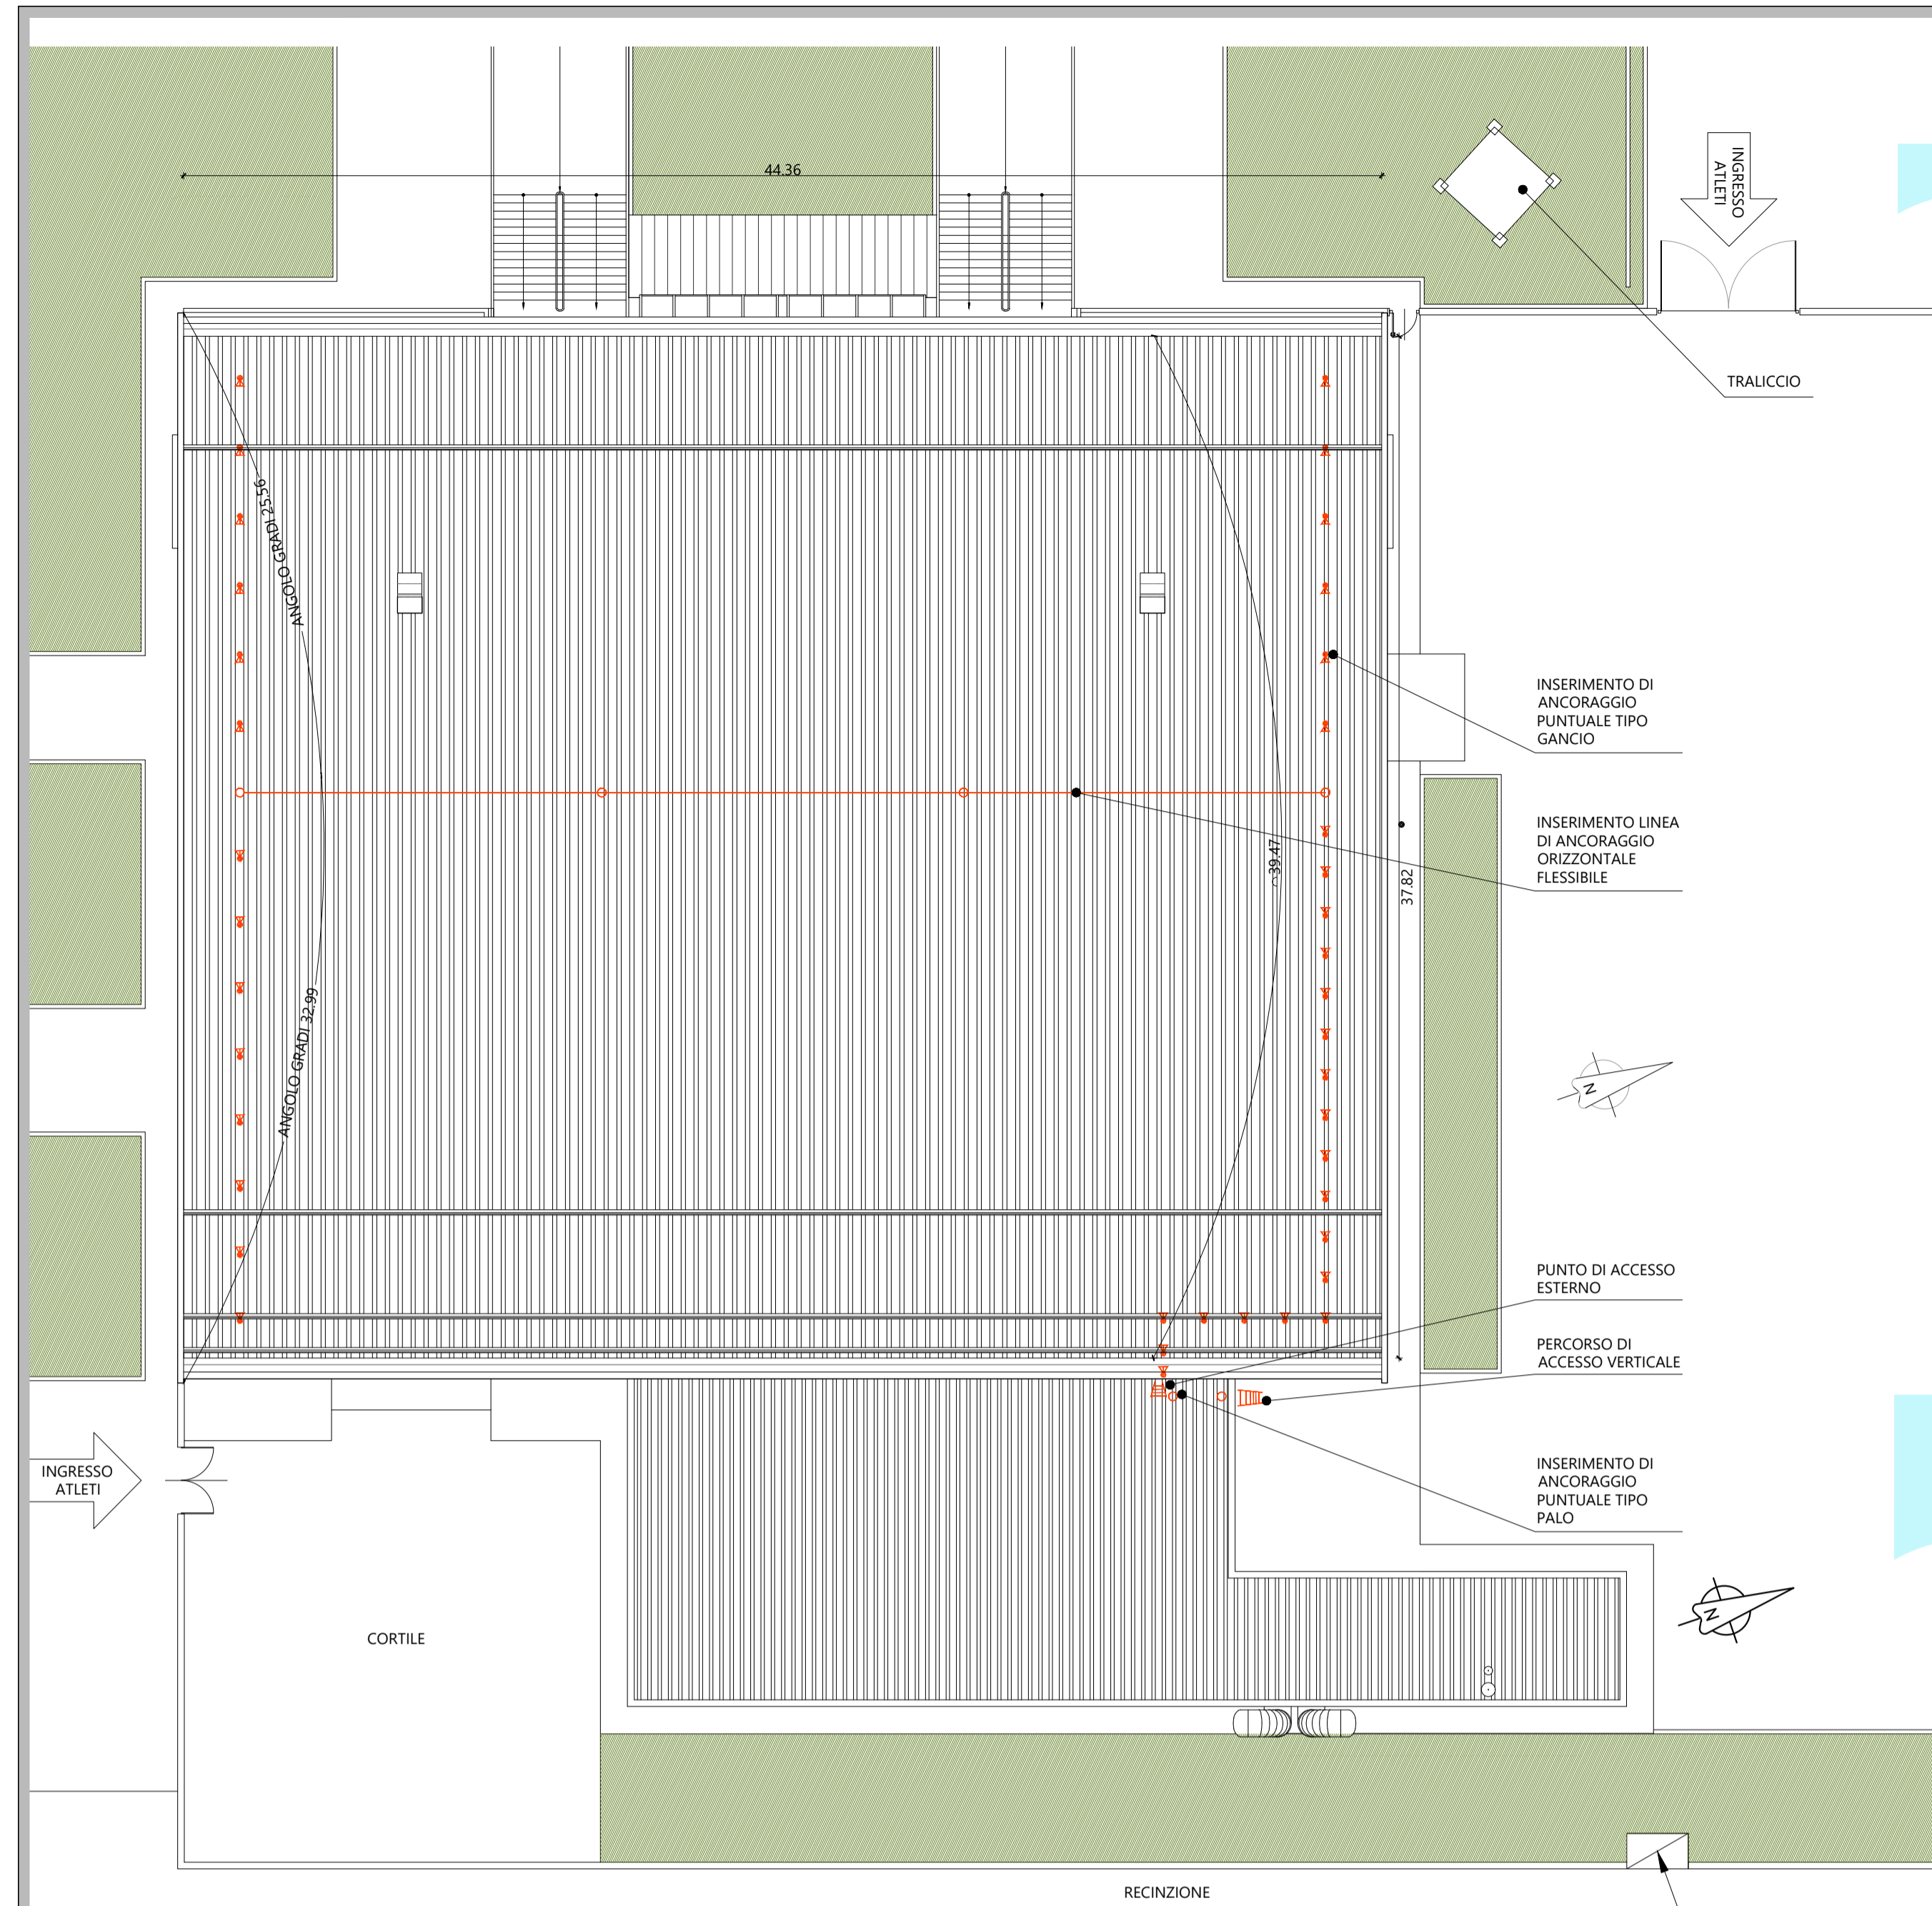 44.36
INGRESSO
ATLETI
TRALICCIO
ANGOLO GRADI 25.56
INSERIMENTO DI
ANCORAGGIO
PUNTUALE TIPO
GANCIO
INSERIMENTO LINEA
DI ANCORAGGIO
ORIZZONTALE
FLESSIBILE
39.47
37.82
ANGOLO GRADI 32.99
N
PUNTO DI ACCESSO
ESTERNO
PERCORSO DI
ACCESSO VERTICALE
INGRESSO
ATLETI
INSERIMENTO DI
ANCORAGGIO
PUNTUALE TIPO
PALO
N
CORTILE
RECINZIONE